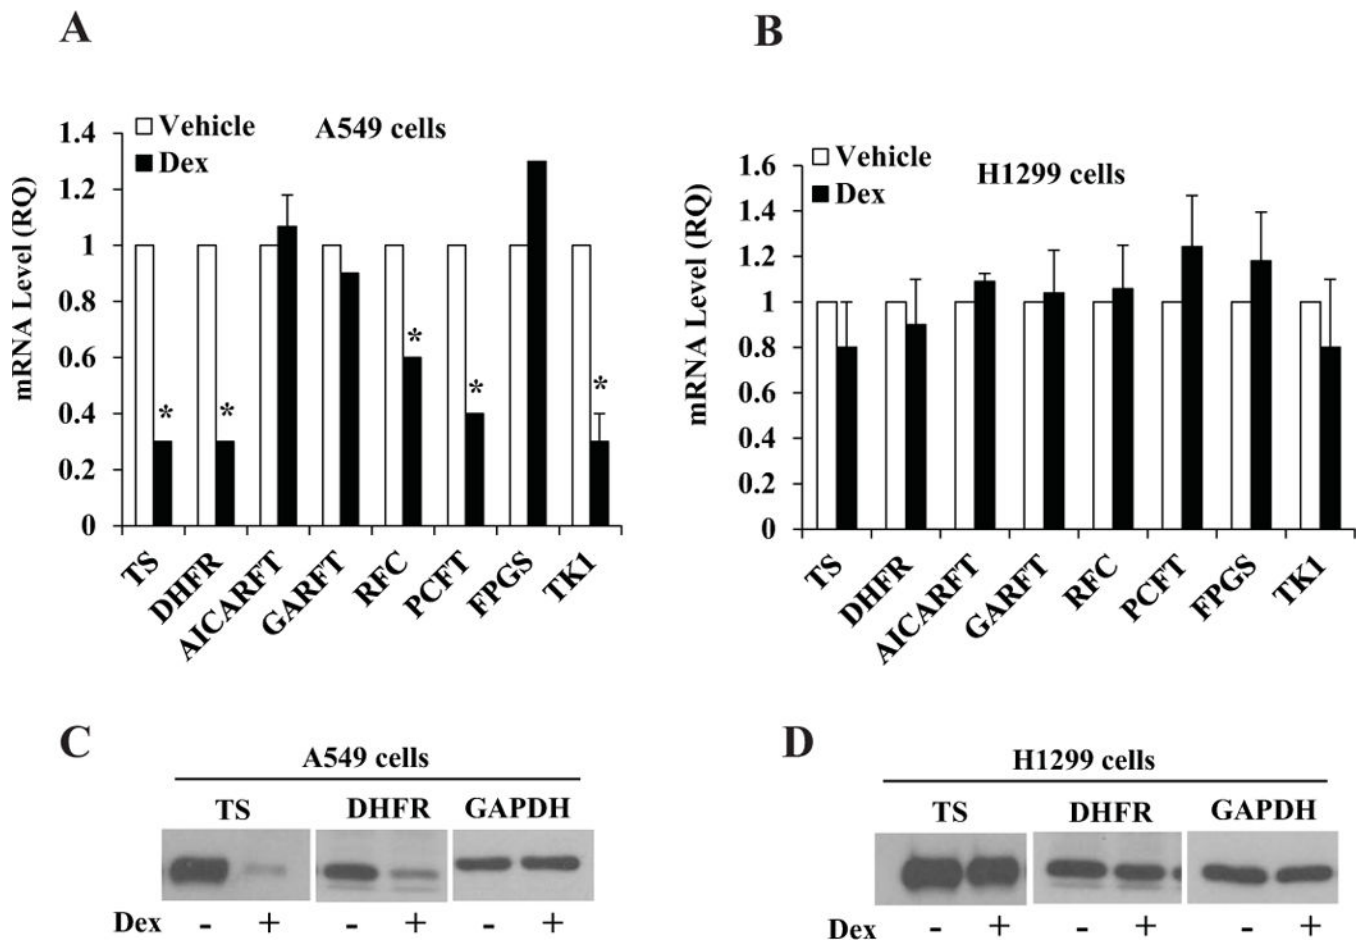 A
B
Vehicle
Dex
A549 cells
mRNA Level (RQ)
1.4
1.2
1
0.8
0.6
0.4
0.2
0
*
*
*
*
*
TS
DHFR
AICARFT
GARFT
RFC
PCFT
FPGS
TK1
Vehicle
Dex
H1299 cells
mRNA Level (RQ)
1.6
1.4
1.2
1
0.8
0.6
0.4
0.2
0
TS
DHFR
AICARFT
GARFT
RFC
PCFT
FPGS
TK1
C
A549 cells
TS DHFR GAPDH
Dex - + - + - +
D
H1299 cells
TS DHFR GAPDH
Dex - + - + - +